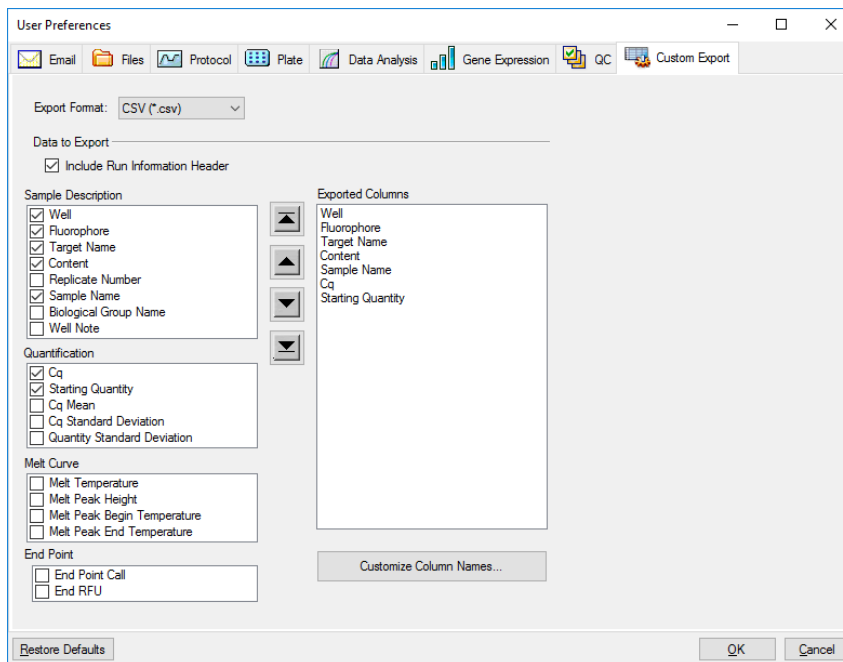 User Preferences
Email Files Protocol Plate Data Analysis Gene Expression QC Custom Export
Export Format: CSV (*.csv)
Data to Export
Include Run Information Header
Sample Description
Well
Fluorophore
Target Name
Content
Replicate Number
Sample Name
Biological Group Name
Well Note
Quantification
Cq
Starting Quantity
Cq Mean
Cq Standard Deviation
Quantity Standard Deviation
Melt Curve
Melt Temperature
Melt Peak Height
Melt Peak Begin Temperature
Melt Peak End Temperature
End Point
End Point Call
End RFU
Exported Columns
Well
Fluorophore
Target Name
Content
Sample Name
Cq
Starting Quantity
Customize Column Names...
Restore Defaults OK Cancel